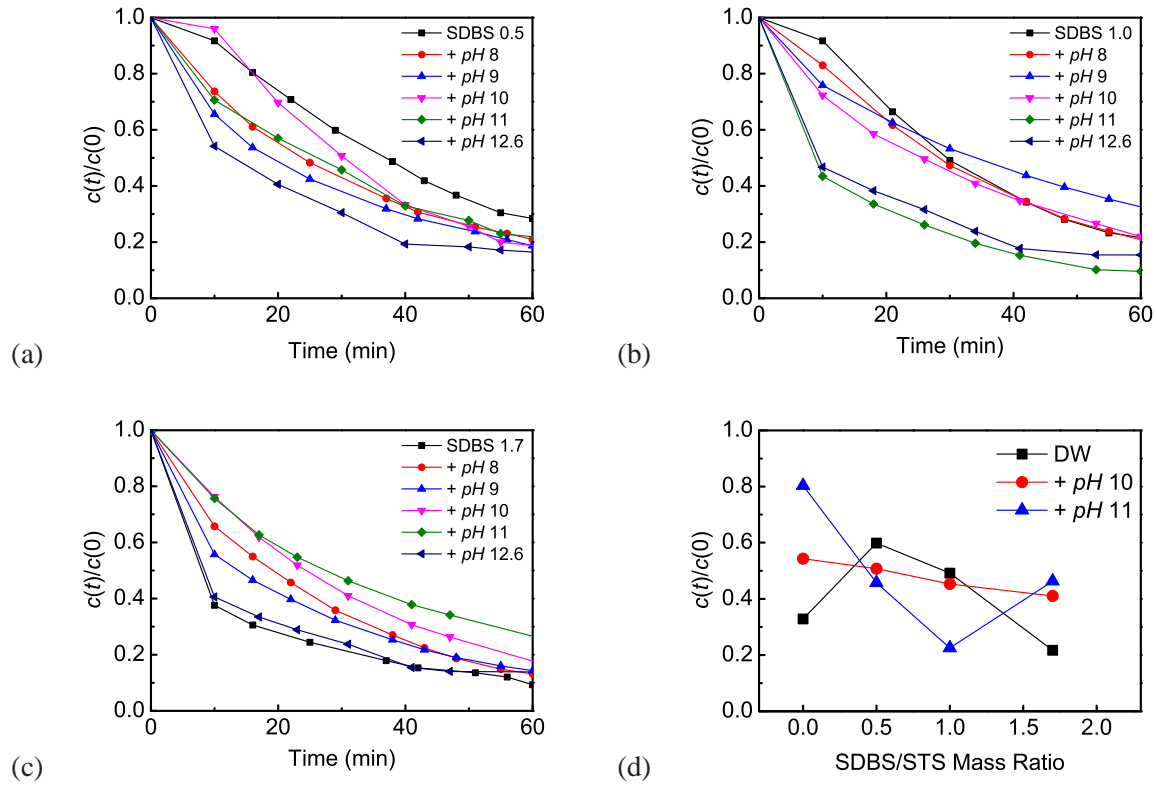 1.0
0.8
0.6
0.4
0.2
0.0
c(t)/c(0)
0 20 40 60
Time (min)
SDBS 0.5
+ pH 8
+ pH 9
+ pH 10
+ pH 11
+ pH 12.6
(a)
1.0
0.8
0.6
0.4
0.2
0.0
c(t)/c(0)
0 20 40 60
Time (min)
SDBS 1.0
+ pH 8
+ pH 9
+ pH 10
+ pH 11
+ pH 12.6
(b)
1.0
0.8
0.6
0.4
0.2
0.0
c(t)/c(0)
0 20 40 60
Time (min)
SDBS 1.7
+ pH 8
+ pH 9
+ pH 10
+ pH 11
+ pH 12.6
(c)
1.0
0.8
0.6
0.4
0.2
0.0
c(t)/c(0)
0.0 0.5 1.0 1.5 2.0
SDBS/STS Mass Ratio
DW
+ pH 10
+ pH 11
(d)